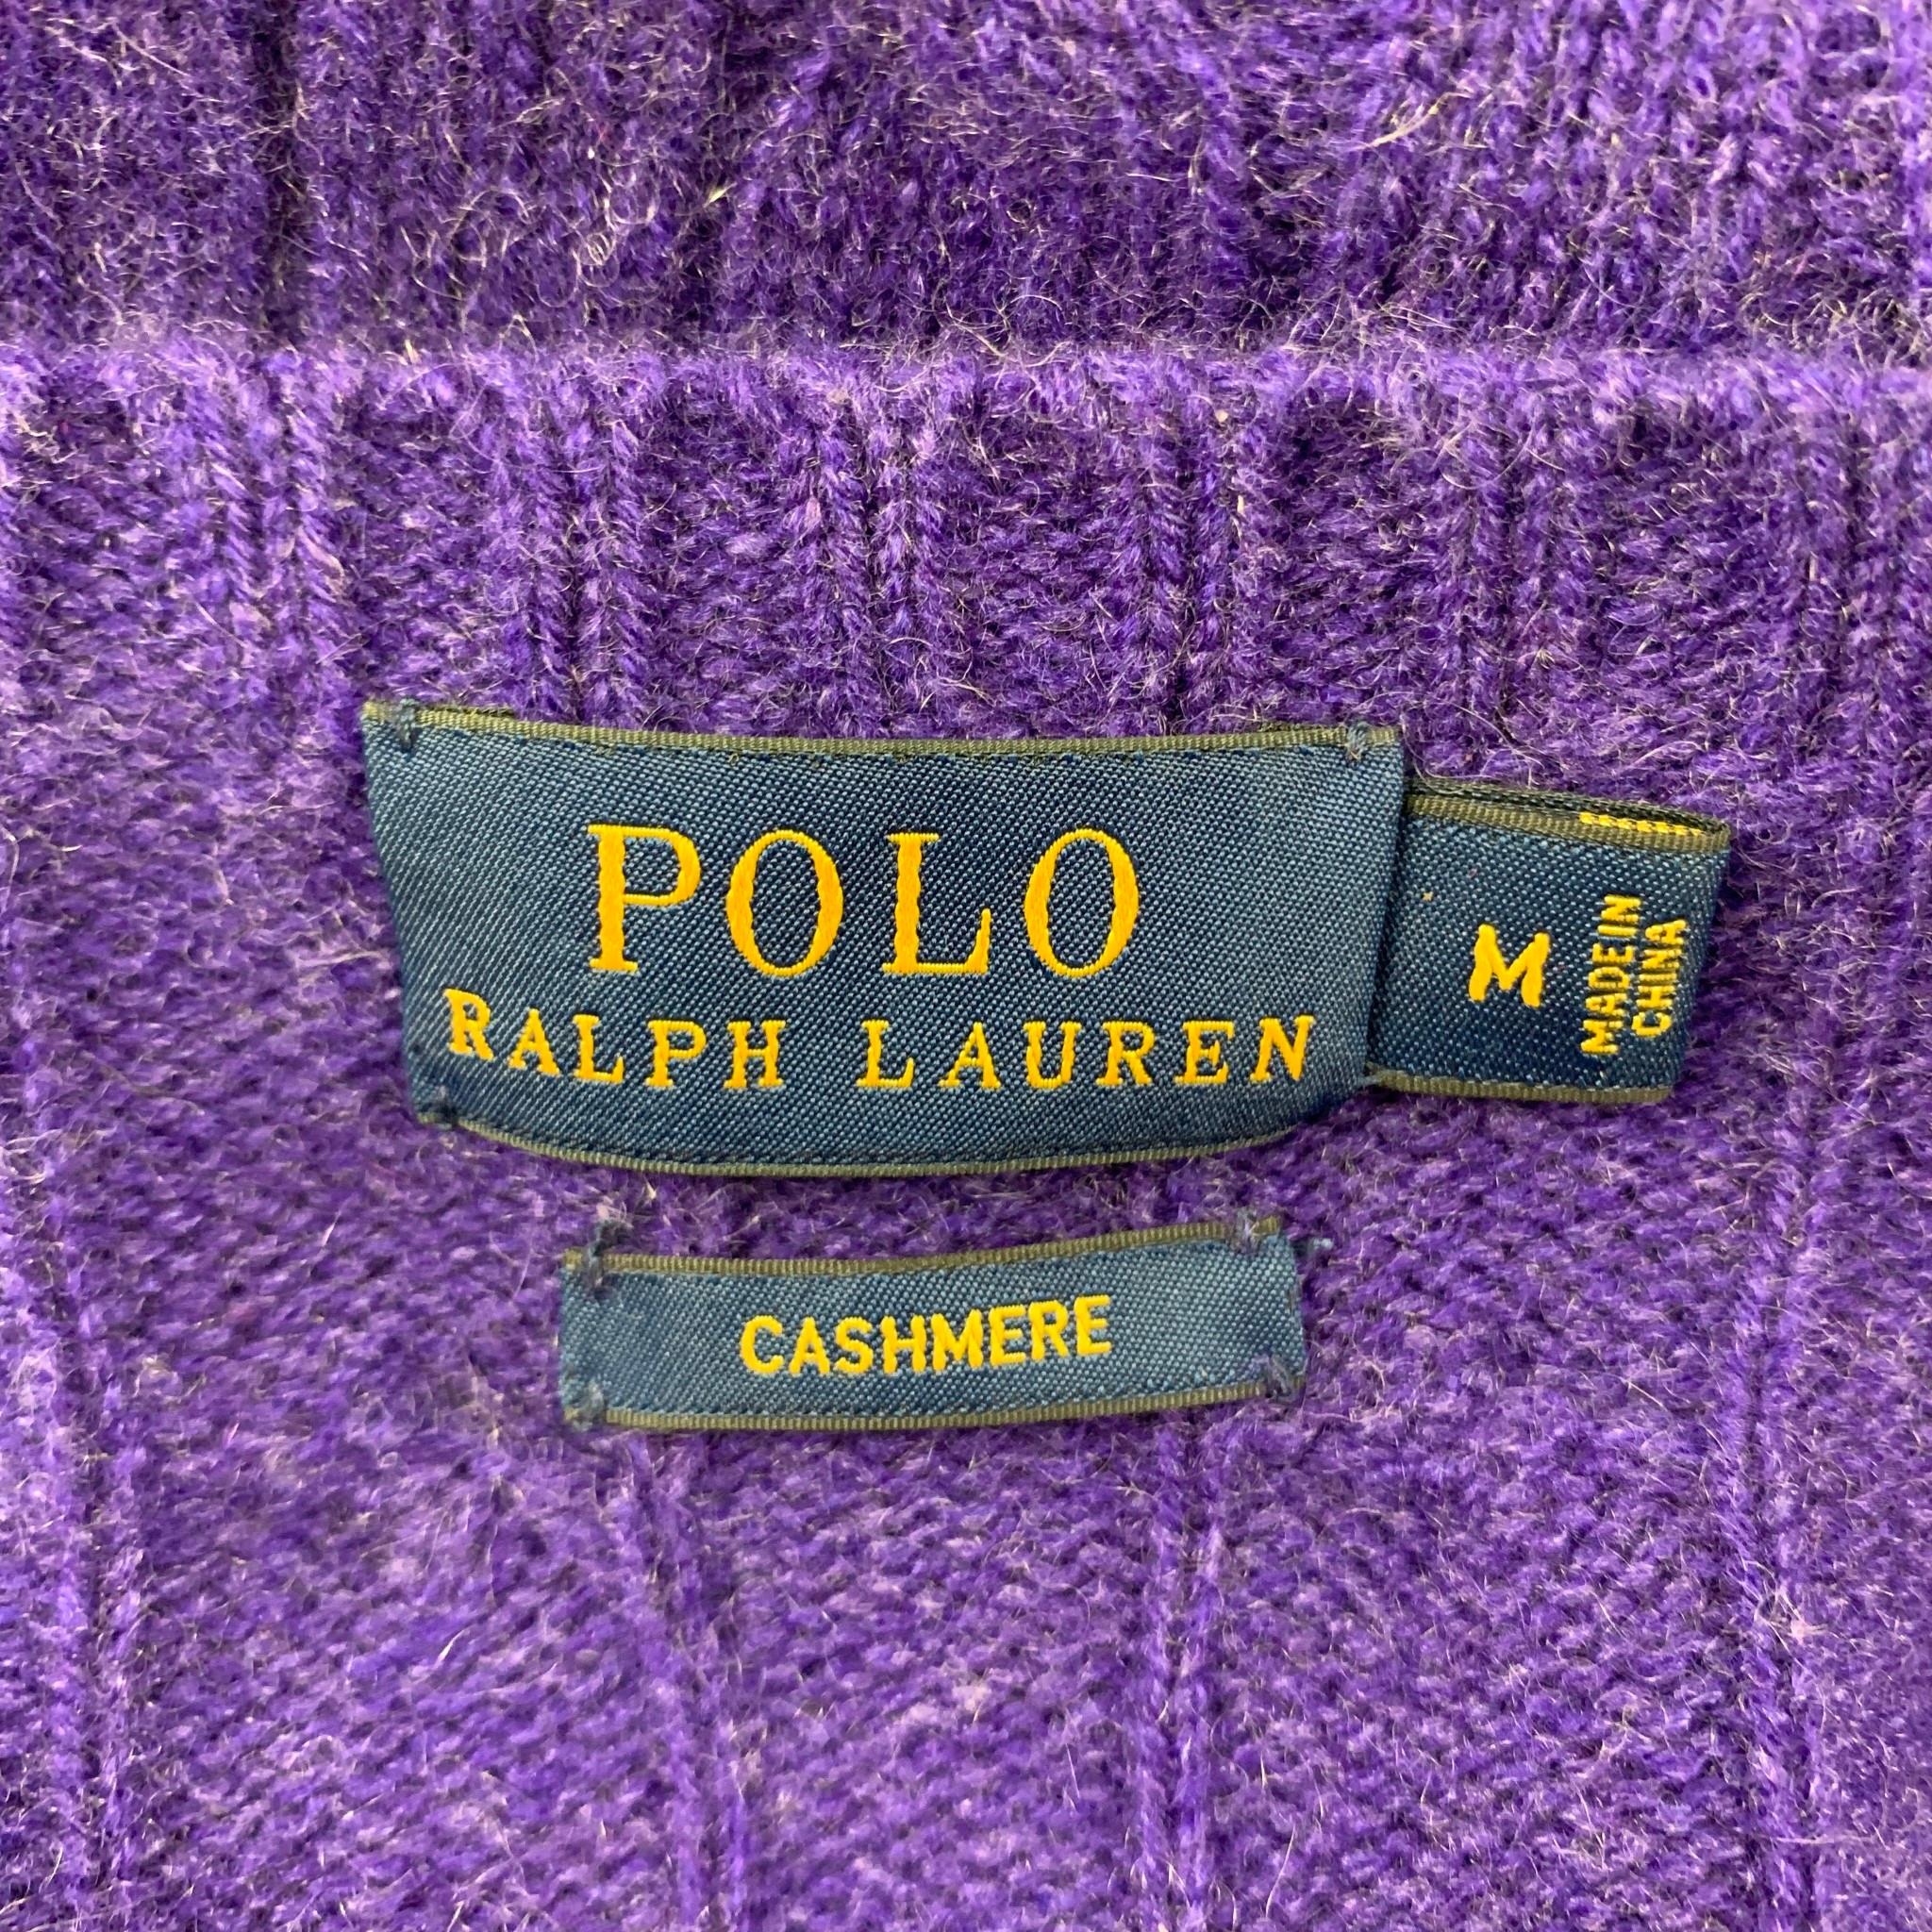 POLO
RALPH LAUREN
M
MADE IN
CHINA
CASHMERE